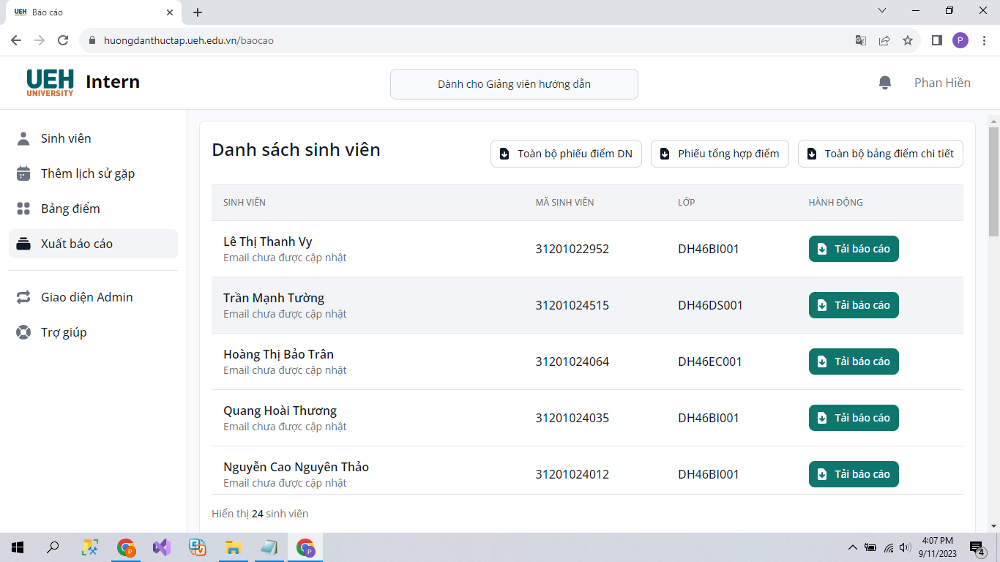 UEH
UNIVERSITY
Báo cáo
huongdanthuctap.ueh.edu.vn/baocao
P
UEH
UNIVERSITY
Intern
Dành cho Giảng viên hướng dẫn
Phan Hiền
Sinh viên
Thêm lịch sử gặp
Bảng điểm
Xuất báo cáo
Giao diện Admin
Trợ giúp
Danh sách sinh viên
Toàn bộ phiếu điểm DN
Phiếu tổng hợp điểm
Toàn bộ bảng điểm chi tiết
SINH VIÊN MÃ SINH VIÊN LỚP HÀNH ĐỘNG
Lê Thị Thanh Vy
Email chưa được cập nhật
31201022952 DH46BI001 Tải báo cáo
Trần Mạnh Tường
Email chưa được cập nhật
31201024515 DH46DS001 Tải báo cáo
Hoàng Thị Bảo Trân
Email chưa được cập nhật
31201024064 DH46EC001 Tải báo cáo
Quang Hoài Thương
Email chưa được cập nhật
31201024035 DH46BI001 Tải báo cáo
Nguyễn Cao Nguyên Thảo
Email chưa được cập nhật
31201024012 DH46BI001 Tải báo cáo
Hiển thị 24 sinh viên
P
P
4:07 PM
9/11/2023
4